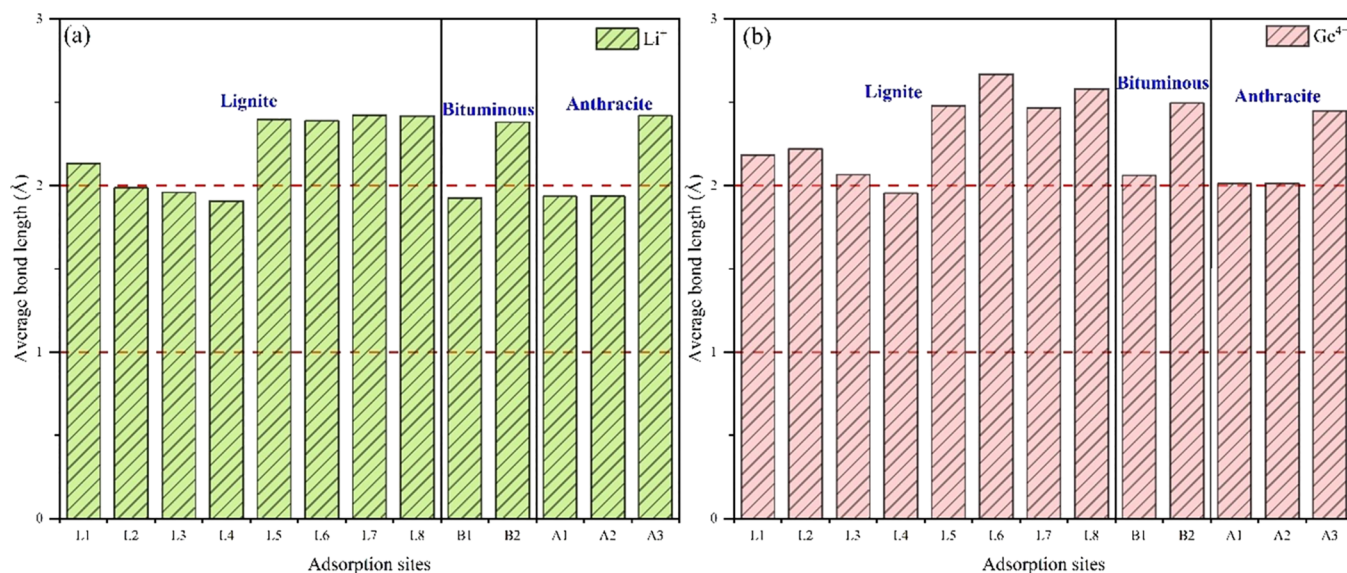 (a)
Li⁺
Lignite
Bituminous
Anthracite
3
2
1
0
Average bond length (Å)
L1 L2 L3 L4 L5 L6 L7 L8 B1 B2 A1 A2 A3
Adsorption sites
(b)
Ge⁴⁺
Lignite
Bituminous
Anthracite
3
2
1
0
Average bond length (Å)
L1 L2 L3 L4 L5 L6 L7 L8 B1 B2 A1 A2 A3
Adsorption sites